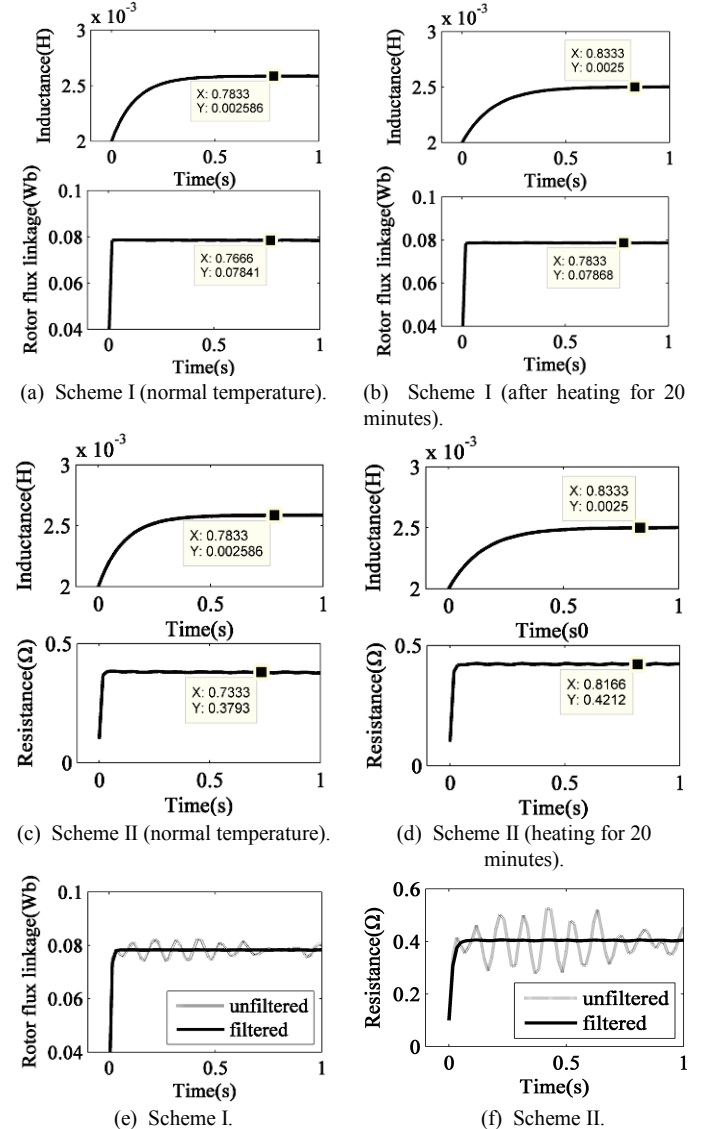 x 10-3
3
2.5
2
Inductance(H)
X: 0.7833
Y: 0.002586
0
0.5
1
Time(s)
0.1
0.08
0.06
0.04
Rotor flux linkage(Wb)
X: 0.7666
Y: 0.07841
0
0.5
1
Time(s)
(a) Scheme I (normal temperature).
x 10-3
3
2.5
2
Inductance(H)
X: 0.8333
Y: 0.0025
0
0.5
1
Time(s)
0.1
0.08
0.06
0.04
Rotor flux linkage(Wb)
X: 0.7833
Y: 0.07868
0
0.5
1
Time(s)
(b) Scheme I (after heating for 20
minutes).
x 10-3
3
2.5
2
Inductance(H)
X: 0.7833
Y: 0.002586
0
0.5
1
Time(s)
0.5
0
Resistance(Ω)
X: 0.7333
Y: 0.3793
0
0.5
1
Time(s)
(c) Scheme II (normal temperature).
x 10-3
3
2.5
2
Inductance(H)
X: 0.8333
Y: 0.0025
0
0.5
1
Time(s0
0.5
0
Resistance(Ω)
X: 0.8166
Y: 0.4212
0
0.5
1
Time(s)
(d) Scheme II (heating for 20
minutes).
0.1
0.08
0.06
0.04
Rotor flux linkage(Wb)
unfiltered
filtered
0
0.5
1
Time(s)
(e) Scheme I.
0.6
0.4
0.2
0
Resistance(Ω)
unfiltered
filtered
0
0.5
1
Time(s)
(f) Scheme II.